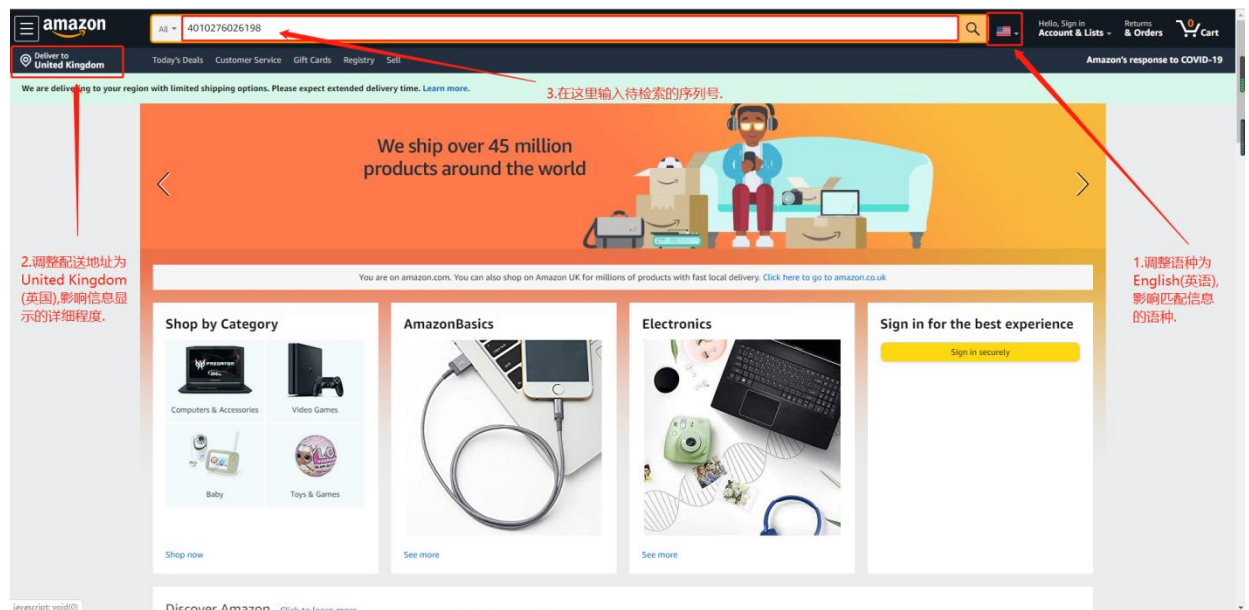 amazon
All
4010276026198
Hello, Sign in
Account & Lists
Returns
& Orders
0
Cart
Deliver to
United Kingdom
Today's Deals Customer Service Gift Cards Registry Sell
Amazon's response to COVID-19
We are delivering to your region with limited shipping options. Please expect extended delivery time. Learn more.
3.在这里输入待检索的序列号.
We ship over 45 million
products around the world
2.调整配送地址为
United Kingdom
(英国),影响信息显
示的详细程度.
1.调整语种为
English(英语),
影响匹配信息
的语种.
You are on amazon.com. You can also shop on Amazon UK for millions of products with fast local delivery. Click here to go to amazon.co.uk
Shop by Category
Computers & Accessories
Video Games
Baby
Toys & Games
Shop now
AmazonBasics
See more
Electronics
See more
Sign in for the best experience
Sign in securely
Discover Amazon Click to learn more
javascript: void(0)